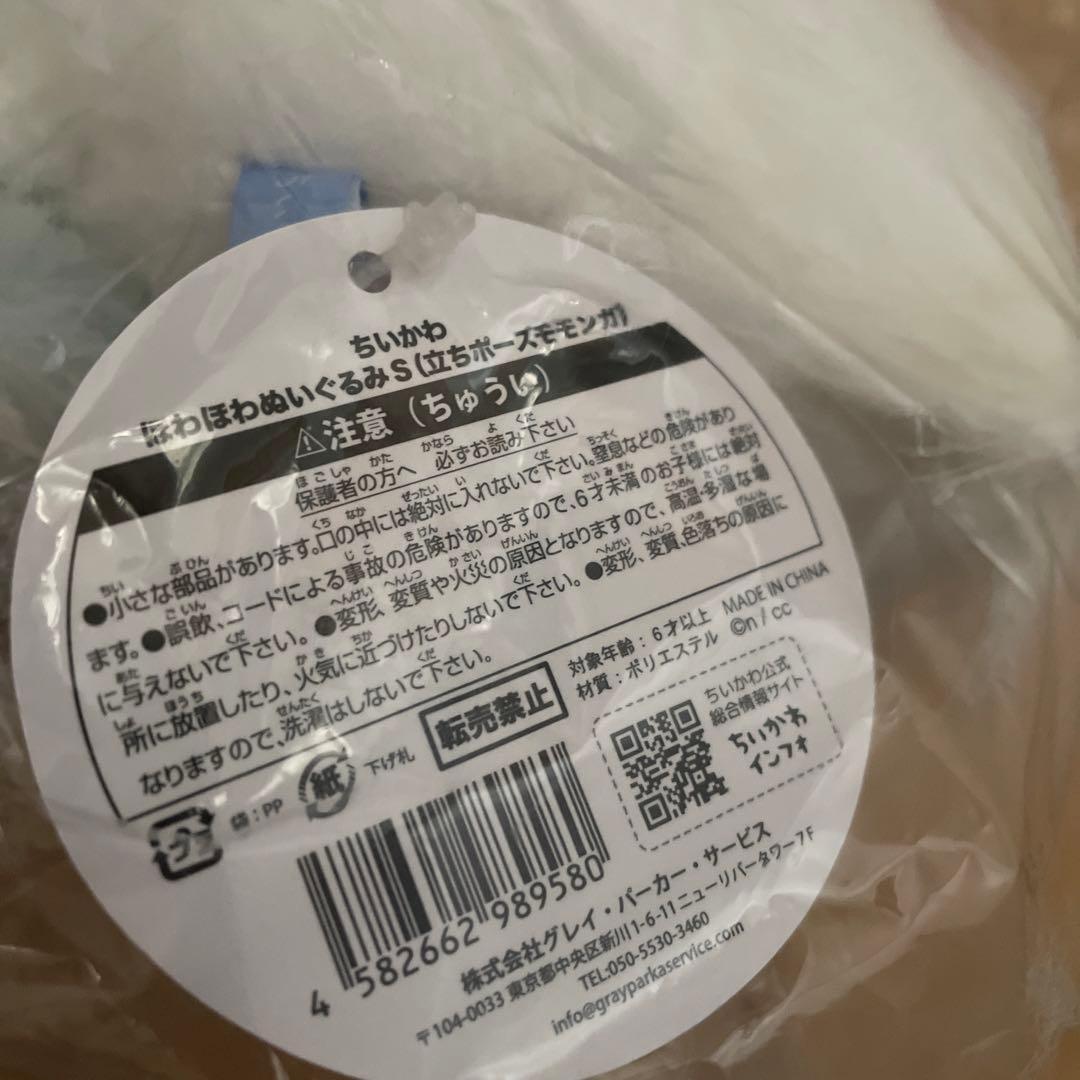 ちいかわ
ほわほわぬいぐるみS(立ちポーズモモンガ)
⚠注意(ちゅうい)
保護者の方へ 必ずお読み下さい
●小さな部品があります。口の中には絶対に入れないで下さい。窒息などの危険があり
ます。●誤飲、コードによる事故の危険がありますので、6才未満のお子様には絶対
に与えないで下さい。●変形、変質や火災の原因となりますので、高温・多湿な場
所に放置したり、火気に近づけたりしないで下さい。●変形、変質、色落ちの原因に
なりますので、洗濯はしないで下さい。
対象年齢:6才以上 MADE IN CHINA
材質:ポリエステル ©n / cc
転売禁止
プラ
袋:PP
紙
下げ札
ちいかわ公式
総合情報サイト
ちいかわ
インフォ
4 582662 989580
株式会社グレイ・パーカー・サービス
〒104-0033 東京都中央区新川1-6-11 ニューリバータワー7F
TEL:050-5530-3460
info@grayparkaservice.com